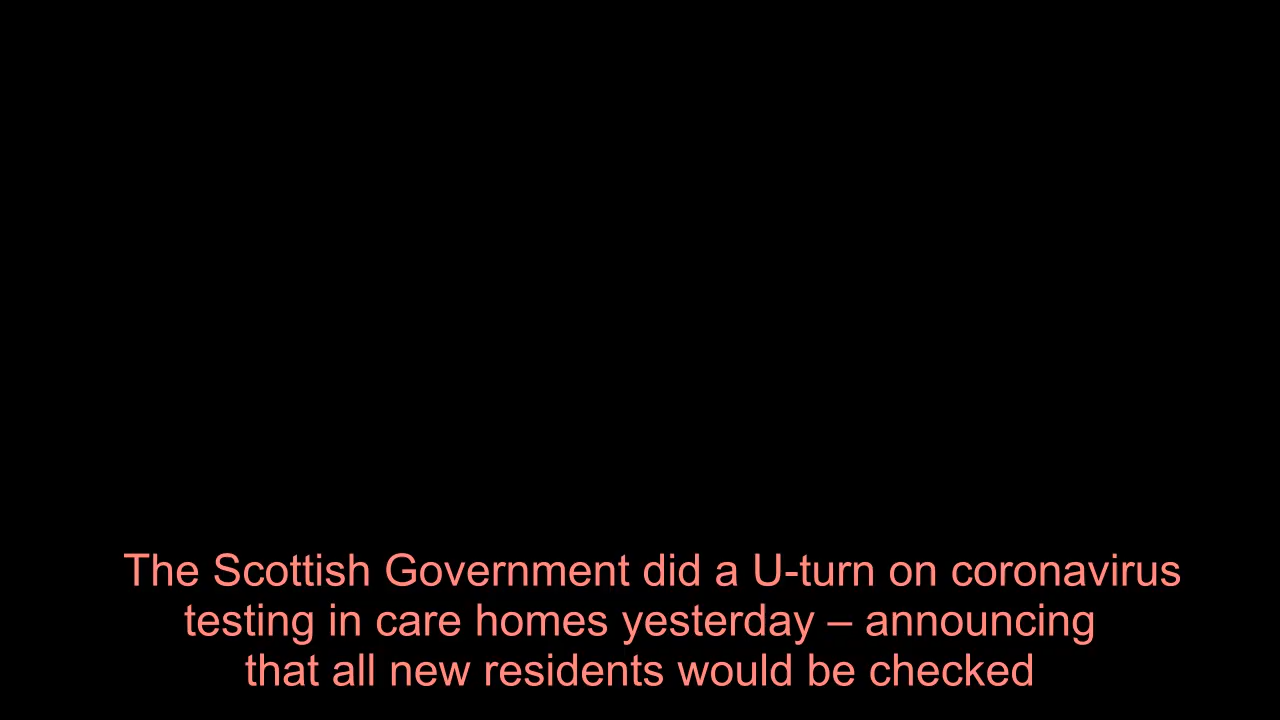 The Scottish Government did a U-turn on coronavirus
testing in care homes yesterday – announcing
that all new residents would be checked